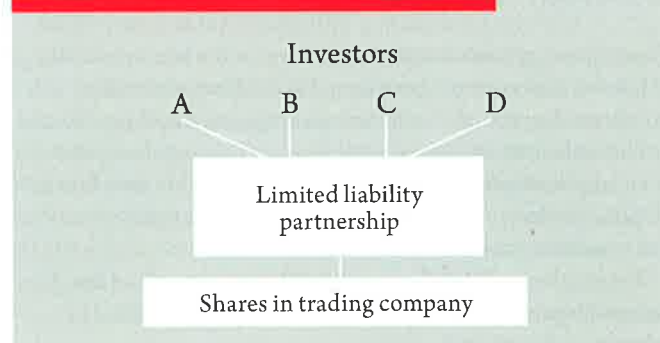 Investors
A B C D
Limited liability
partnership
Shares in trading company